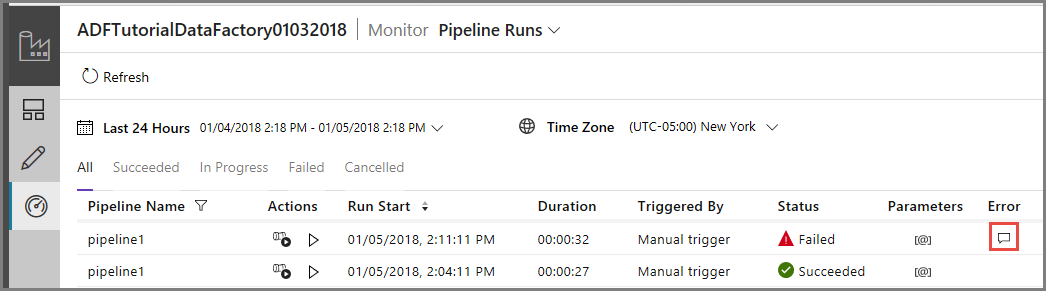 ADFTutorialDataFactory01032018 Monitor Pipeline Runs
Refresh
Last 24 Hours 01/04/2018 2:18 PM - 01/05/2018 2:18 PM Time Zone (UTC-05:00) New York
All Succeeded In Progress Failed Cancelled
Pipeline Name Actions Run Start Duration Triggered By Status Parameters Error
pipeline1 01/05/2018, 2:11:11 PM 00:00:32 Manual trigger Failed [@]
pipeline1 01/05/2018, 2:04:11 PM 00:00:27 Manual trigger Succeeded [@]